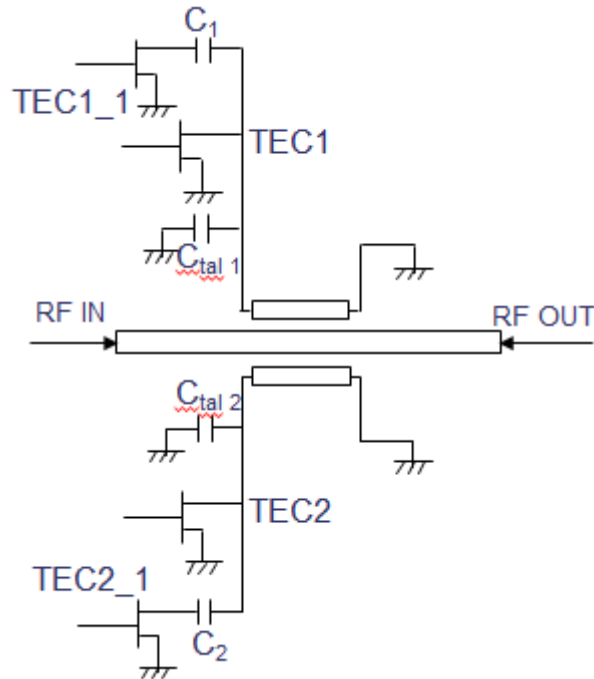 C1
TEC1_1
TEC1
Ctal 1
RF IN
RF OUT
Ctal 2
TEC2
TEC2_1
C2